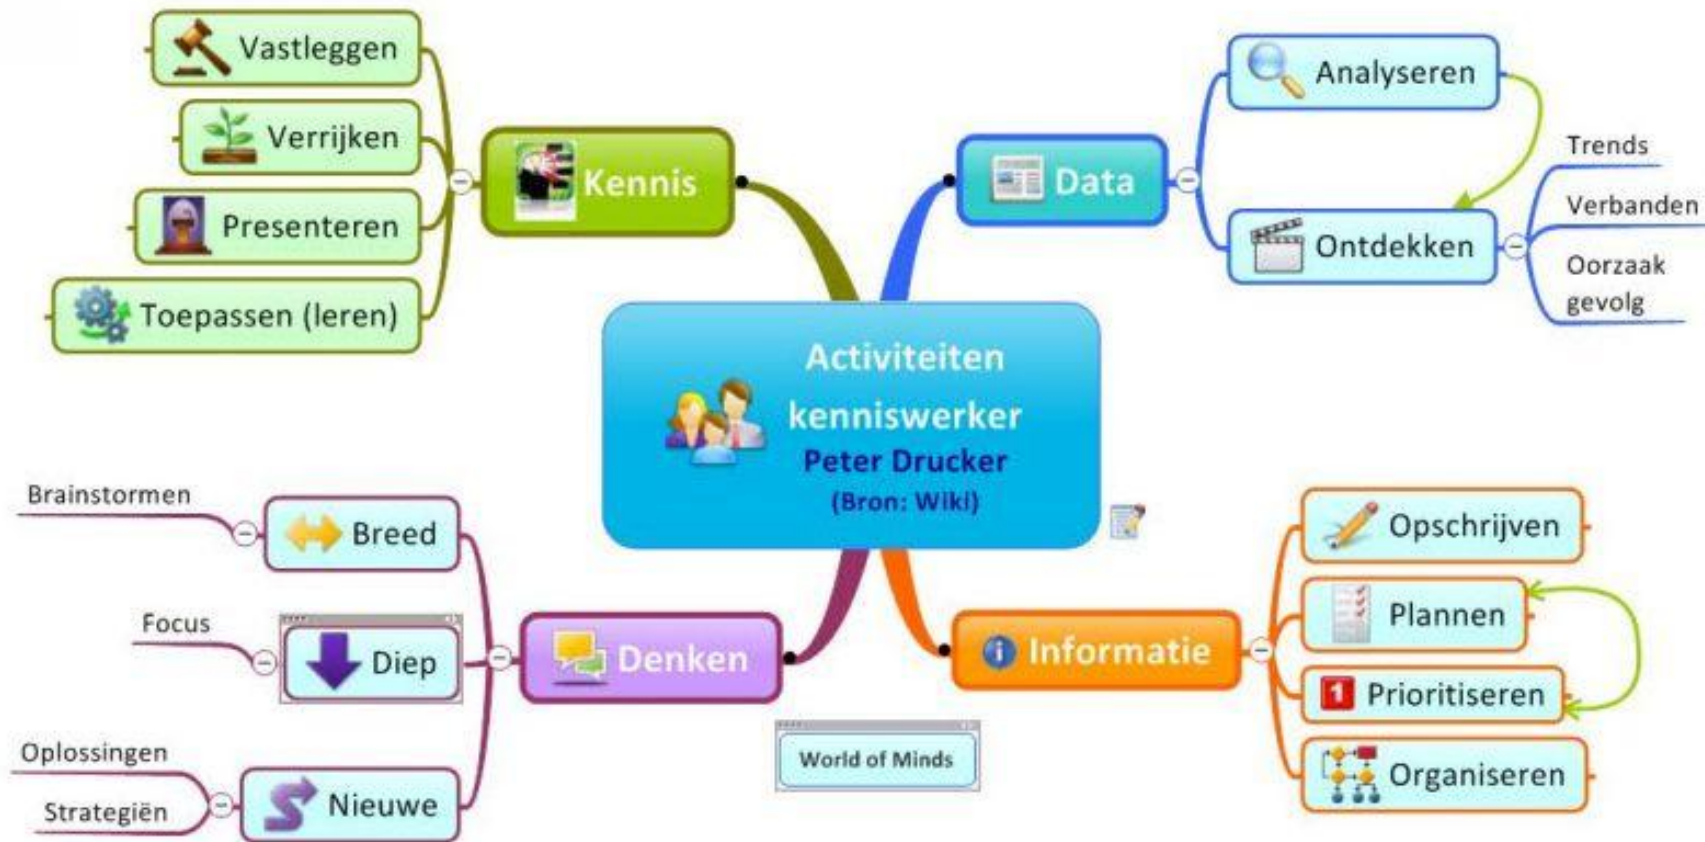 Activiteiten
kenniswerker
Peter Drucker
(Bron: Wiki)
Kennis
Vastleggen
Verrijken
Presenteren
Toepassen (leren)
Data
Analyseren
Ontdekken
Trends
Verbanden
Oorzaak
gevolg
Denken
Breed
Brainstormen
Diep
Focus
Nieuwe
Oplossingen
Strategiën
Informatie
Opschrijven
Plannen
1 Prioritiseren
Organiseren
World of Minds